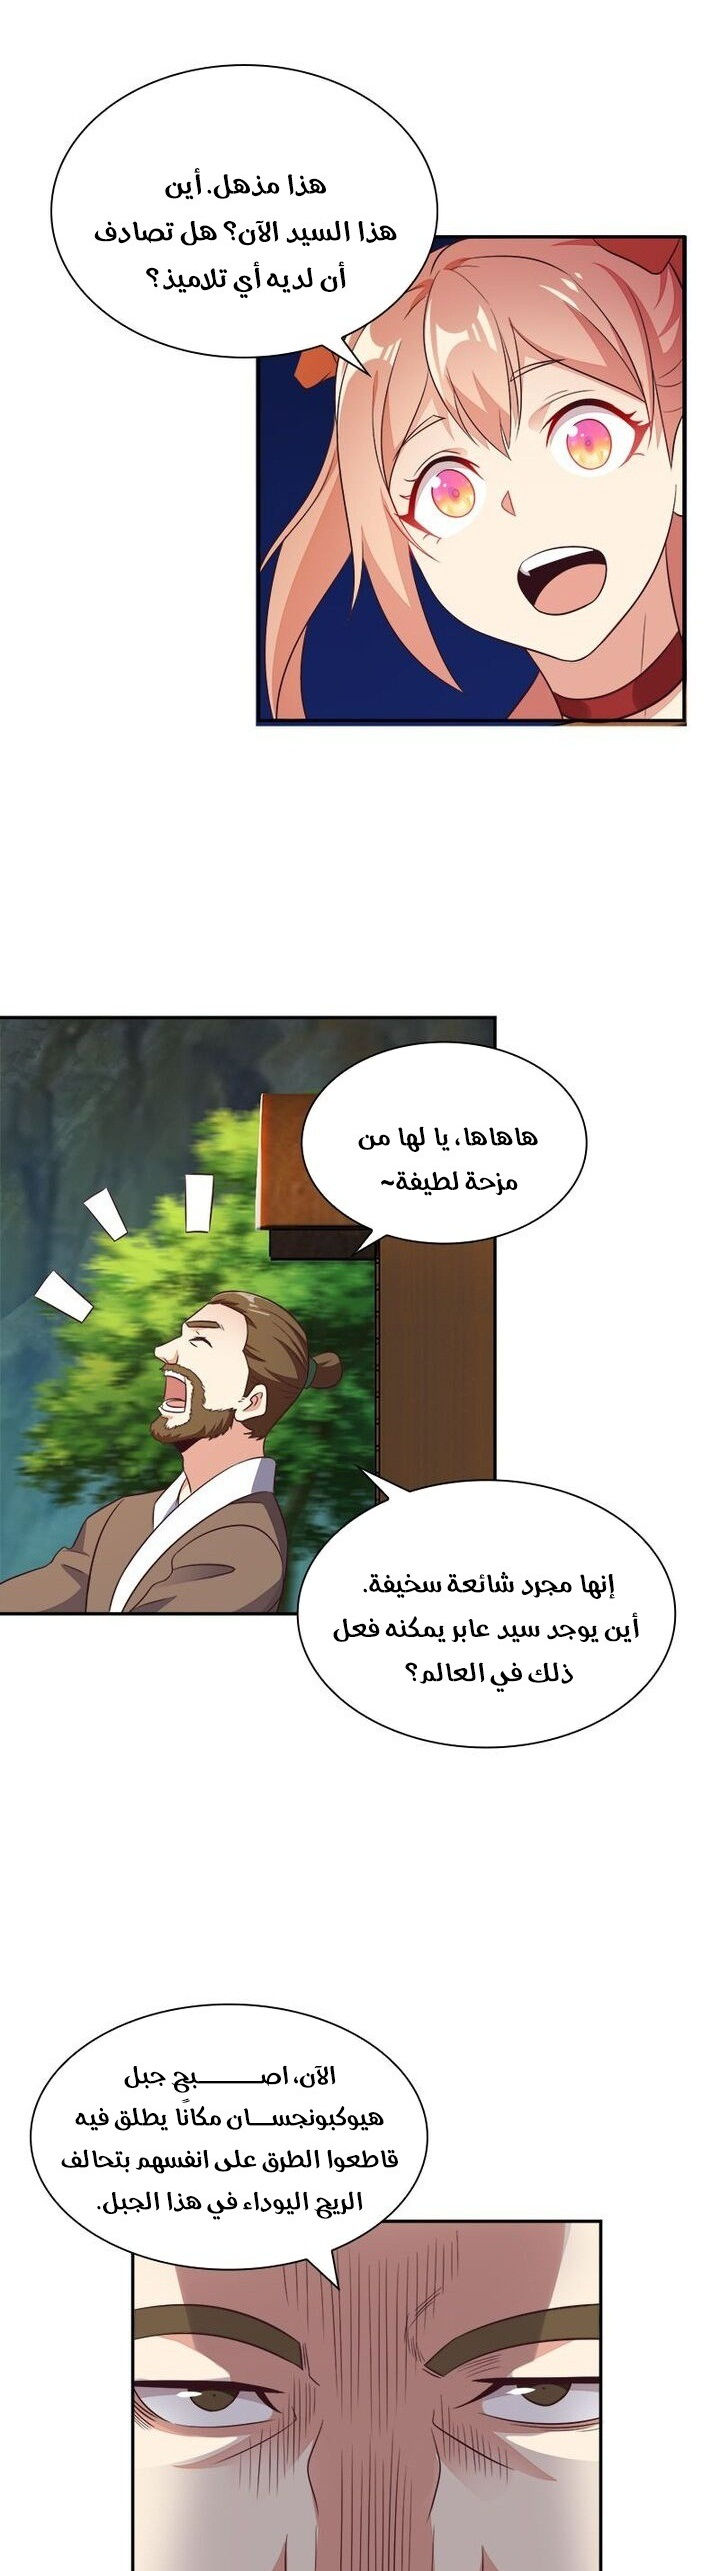 هذا مذهل. أين
هذا السيد الآن؟ هل تصادف
أن لديه أي تلاميذ؟
هاهاها، يا لها من
مزحة لطيفة~
إنها مجرد شائعة سخيفة.
أين يوجد سيد عابر يمكنه فعل
ذلك في العالم؟
الآن، اصـــــبح جبل
هيوكبونجســان مكانًا يطلق فيه
قاطعوا الطرق على انفسهم بتحالف
الريح اليوداء في هذا الجبل.